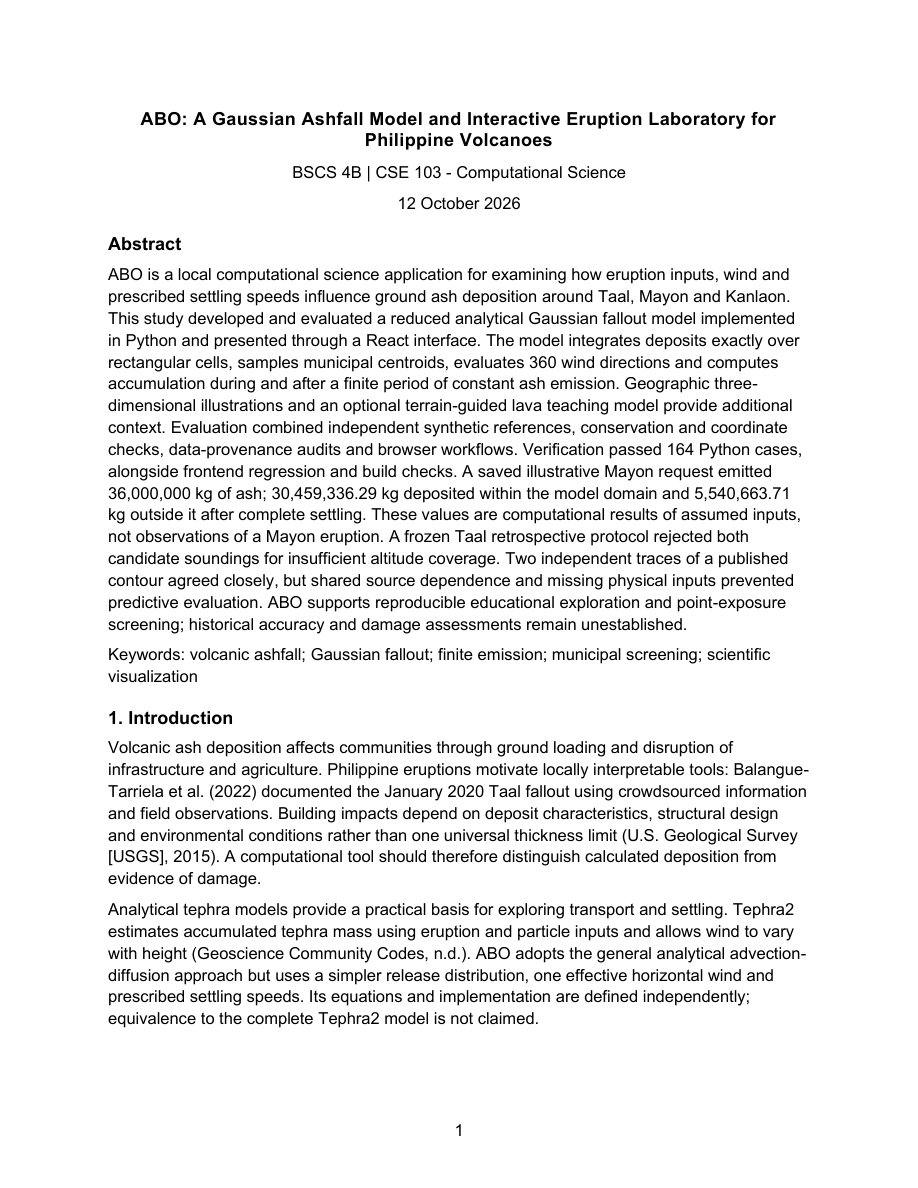 ABO: A Gaussian Ashfall Model and Interactive Eruption Laboratory for
Philippine Volcanoes
BSCS 4B | CSE 103 - Computational Science
12 October 2026
Abstract
ABO is a local computational science application for examining how eruption inputs, wind and
prescribed settling speeds influence ground ash deposition around Taal, Mayon and Kanlaon.
This study developed and evaluated a reduced analytical Gaussian fallout model implemented
in Python and presented through a React interface. The model integrates deposits exactly over
rectangular cells, samples municipal centroids, evaluates 360 wind directions and computes
accumulation during and after a finite period of constant ash emission. Geographic three-
dimensional illustrations and an optional terrain-guided lava teaching model provide additional
context. Evaluation combined independent synthetic references, conservation and coordinate
checks, data-provenance audits and browser workflows. Verification passed 164 Python cases,
alongside frontend regression and build checks. A saved illustrative Mayon request emitted
36,000,000 kg of ash; 30,459,336.29 kg deposited within the model domain and 5,540,663.71
kg outside it after complete settling. These values are computational results of assumed inputs,
not observations of a Mayon eruption. A frozen Taal retrospective protocol rejected both
candidate soundings for insufficient altitude coverage. Two independent traces of a published
contour agreed closely, but shared source dependence and missing physical inputs prevented
predictive evaluation. ABO supports reproducible educational exploration and point-exposure
screening; historical accuracy and damage assessments remain unestablished.
Keywords: volcanic ashfall; Gaussian fallout; finite emission; municipal screening; scientific
visualization
1. Introduction
Volcanic ash deposition affects communities through ground loading and disruption of
infrastructure and agriculture. Philippine eruptions motivate locally interpretable tools: Balangue-
Tarriela et al. (2022) documented the January 2020 Taal fallout using crowdsourced information
and field observations. Building impacts depend on deposit characteristics, structural design
and environmental conditions rather than one universal thickness limit (U.S. Geological Survey
[USGS], 2015). A computational tool should therefore distinguish calculated deposition from
evidence of damage.
Analytical tephra models provide a practical basis for exploring transport and settling. Tephra2
estimates accumulated tephra mass using eruption and particle inputs and allows wind to vary
with height (Geoscience Community Codes, n.d.). ABO adopts the general analytical advection-
diffusion approach but uses a simpler release distribution, one effective horizontal wind and
prescribed settling speeds. Its equations and implementation are defined independently;
equivalence to the complete Tephra2 model is not claimed.
1